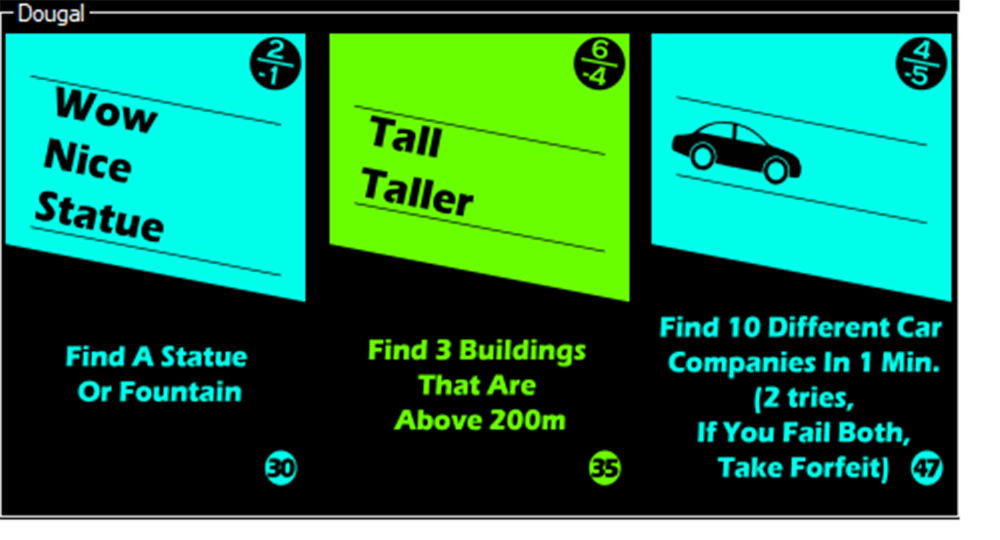 Dougal
2
-1
Wow
Nice
Statue
Find A Statue
Or Fountain
30
6
-4
Tall
Taller
Find 3 Buildings
That Are
Above 200m
35
4
-5
Find 10 Different Car
Companies In 1 Min.
(2 tries,
If You Fail Both,
Take Forfeit)
47